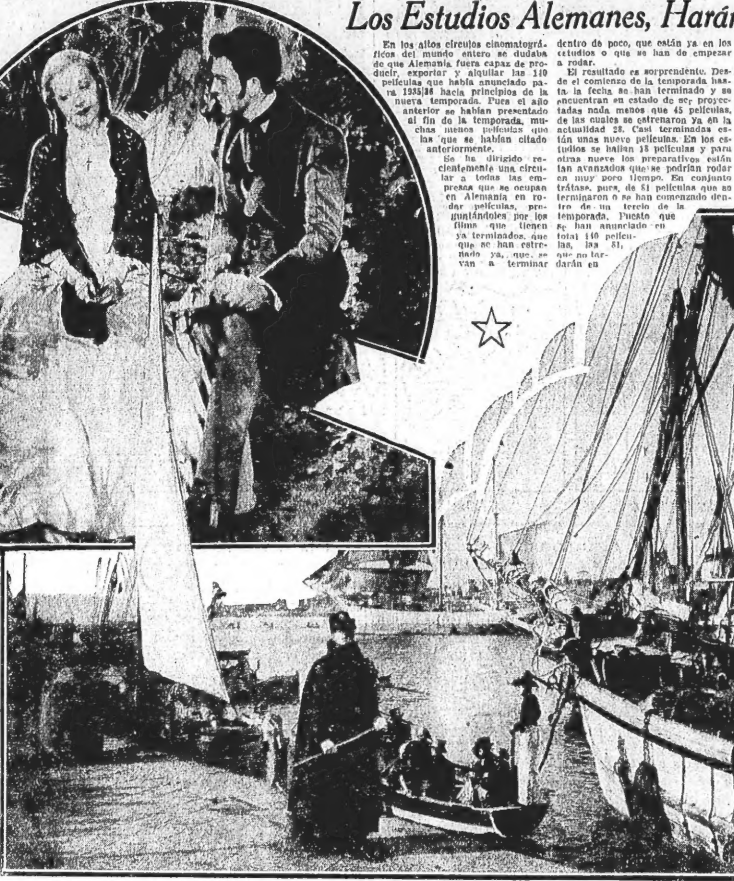 Los Estudios Alemanes, Harán
En los altos círculos cinematográ-
ficos del mundo entero se dudaba
de que Alemania fuera capaz de pro-
ducir, exportar y alquilar las 140
películas que había anunciado pa-
ra 1935|36 hacia principios de la
nueva temporada. Pues el año
anterior se habían presentado
al fin de la temporada, mu-
chas menos películas que
las que se habían citado
anteriormente.
Se ha dirigido re-
cientemente una circu-
lar a todas las em-
presas que se ocupan
en Alemania en ro-
dar películas, pre-
guntándoles por los
films que tienen
ya terminados, que
que se han estre-
nado ya, que se
van a terminar
dentro de poco, que están ya en los
estudios o que se han de empezar
a rodar.
El resultado es sorprendente. Des-
de el comienzo de la temporada has-
ta la fecha se han terminado y se
encuentran en estado de ser proyec-
tadas nada menos que 45 películas,
de las cuales se estrenaron ya en la
actualidad 28. Casi terminadas es-
tán unas nueve películas. En los es-
tudios se hallan 18 películas y para
otras nueve los preparativos están
tan avanzados que se podrían rodar
en muy poco tiempo. En conjunto
trátase, pues, de 81 películas que se
terminaron o se han comenzado den-
tro de un tercio de la
temporada. Puesto que
se han anunciado en
total 140 pelícu-
las, las 81,
que no tar-
darán en